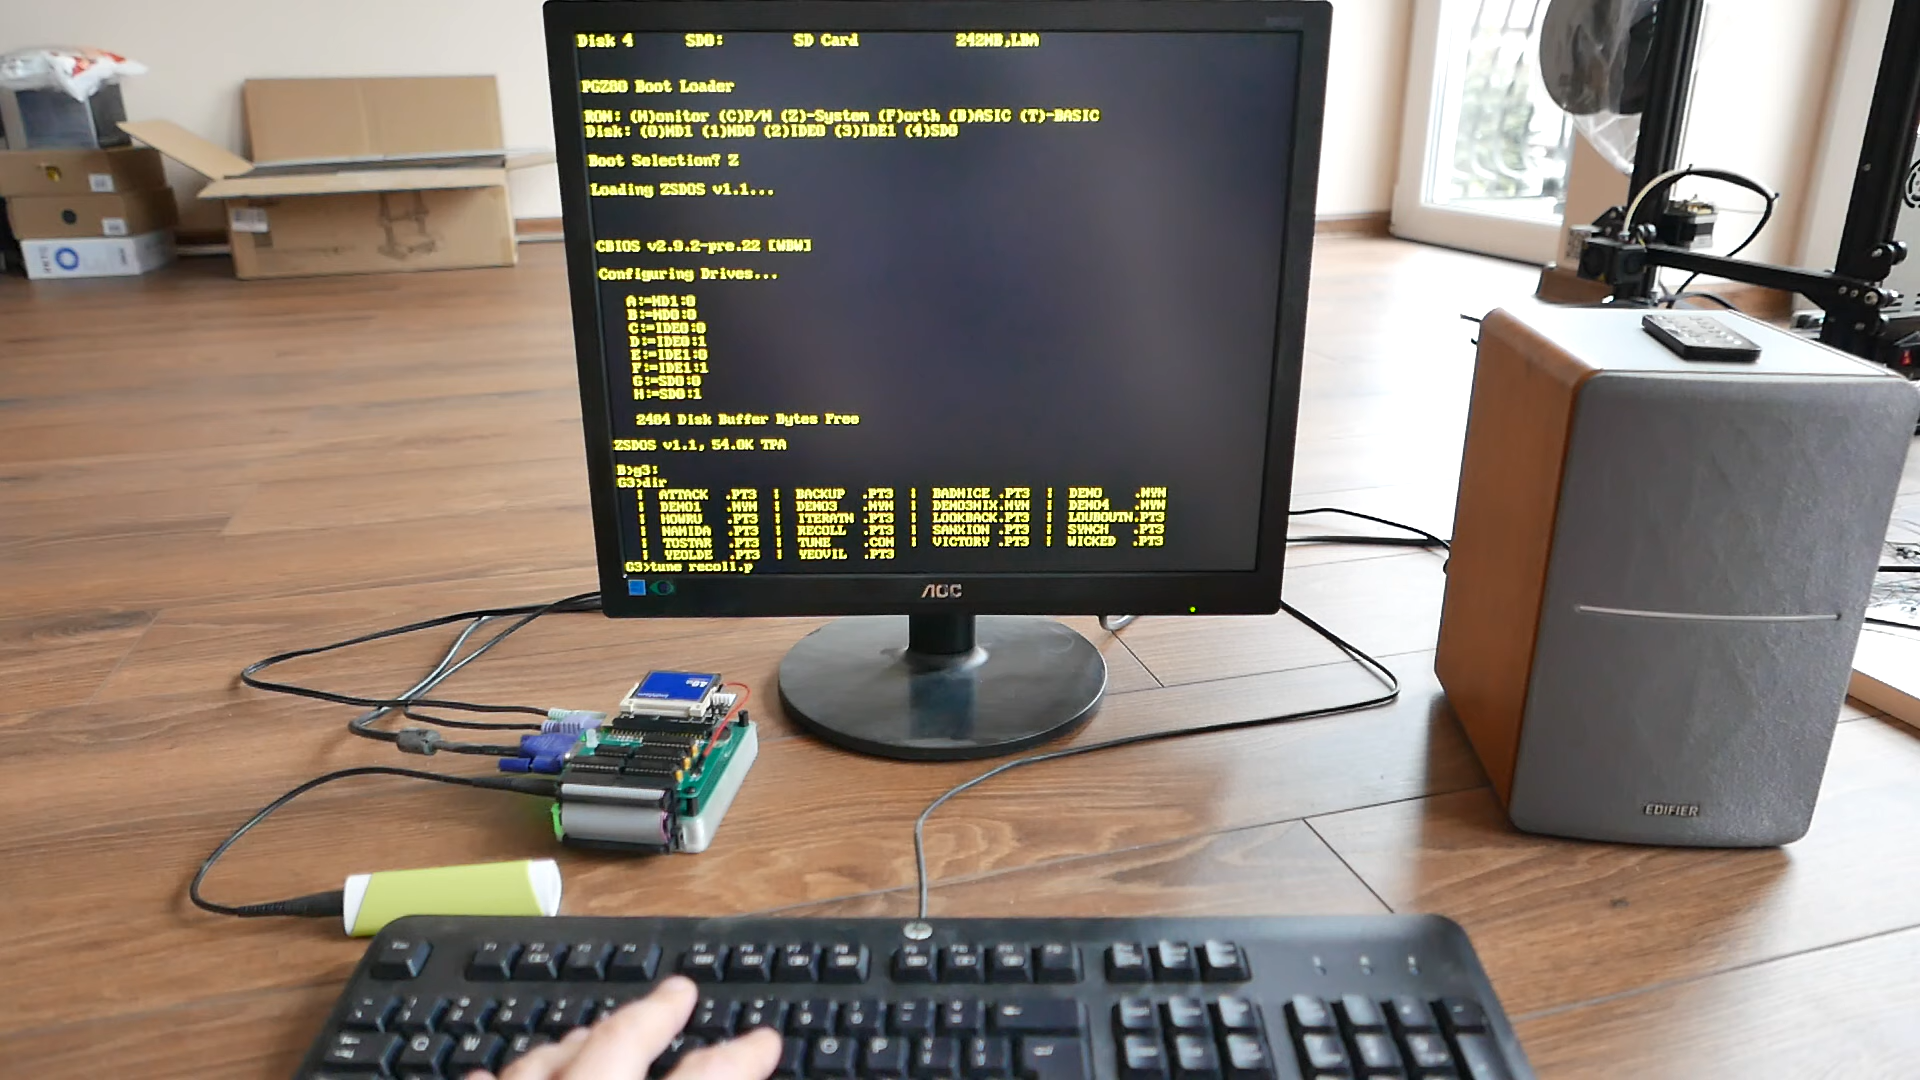 Disk 4 SD0: SD Card 242MB,LBA
PGZ80 Boot Loader
ROM: (M)onitor (C)P/M (Z)-System (F)orth (B)ASIC (T)-BASIC
Disk: (0)MD1 (1)MD0 (2)IDE0 (3)IDE1 (4)SD0
Boot Selection? Z
Loading ZSDOS v1.1...
CBIOS v2.9.2-pre.22 [WBW]
Configuring Drives...
A:=MD1:0
B:=MD0:0
C:=IDE0:0
D:=IDE0:1
E:=IDE1:0
F:=IDE1:1
G:=SD0:0
H:=SD0:1
2484 Disk Buffer Bytes Free
ZSDOS v1.1, 54.0K TPA
B>g3:
G3>dir
: ATTACK .PT3 : BACKUP .PT3 : BADMICE .PT3 : DEMO .MYM
: DEMO1 .MYM : DEMO3 .MYM : DEMO3MIX.MYM : DEMO4 .MYM
: HOWRU .PT3 : ITERATN .PT3 : LOOKBACK.PT3 : LOUBOUTN.PT3
: NAMIDA .PT3 : RECOLL .PT3 : SANXION .PT3 : SYNCH .PT3
: TOSTAR .PT3 : TUNE .COM : VICTORY .PT3 : WICKED .PT3
: YEOLDE .PT3 : YEOVIL .PT3
G3>tune recoll.p
AOC
EDIFIER
Q W E O P